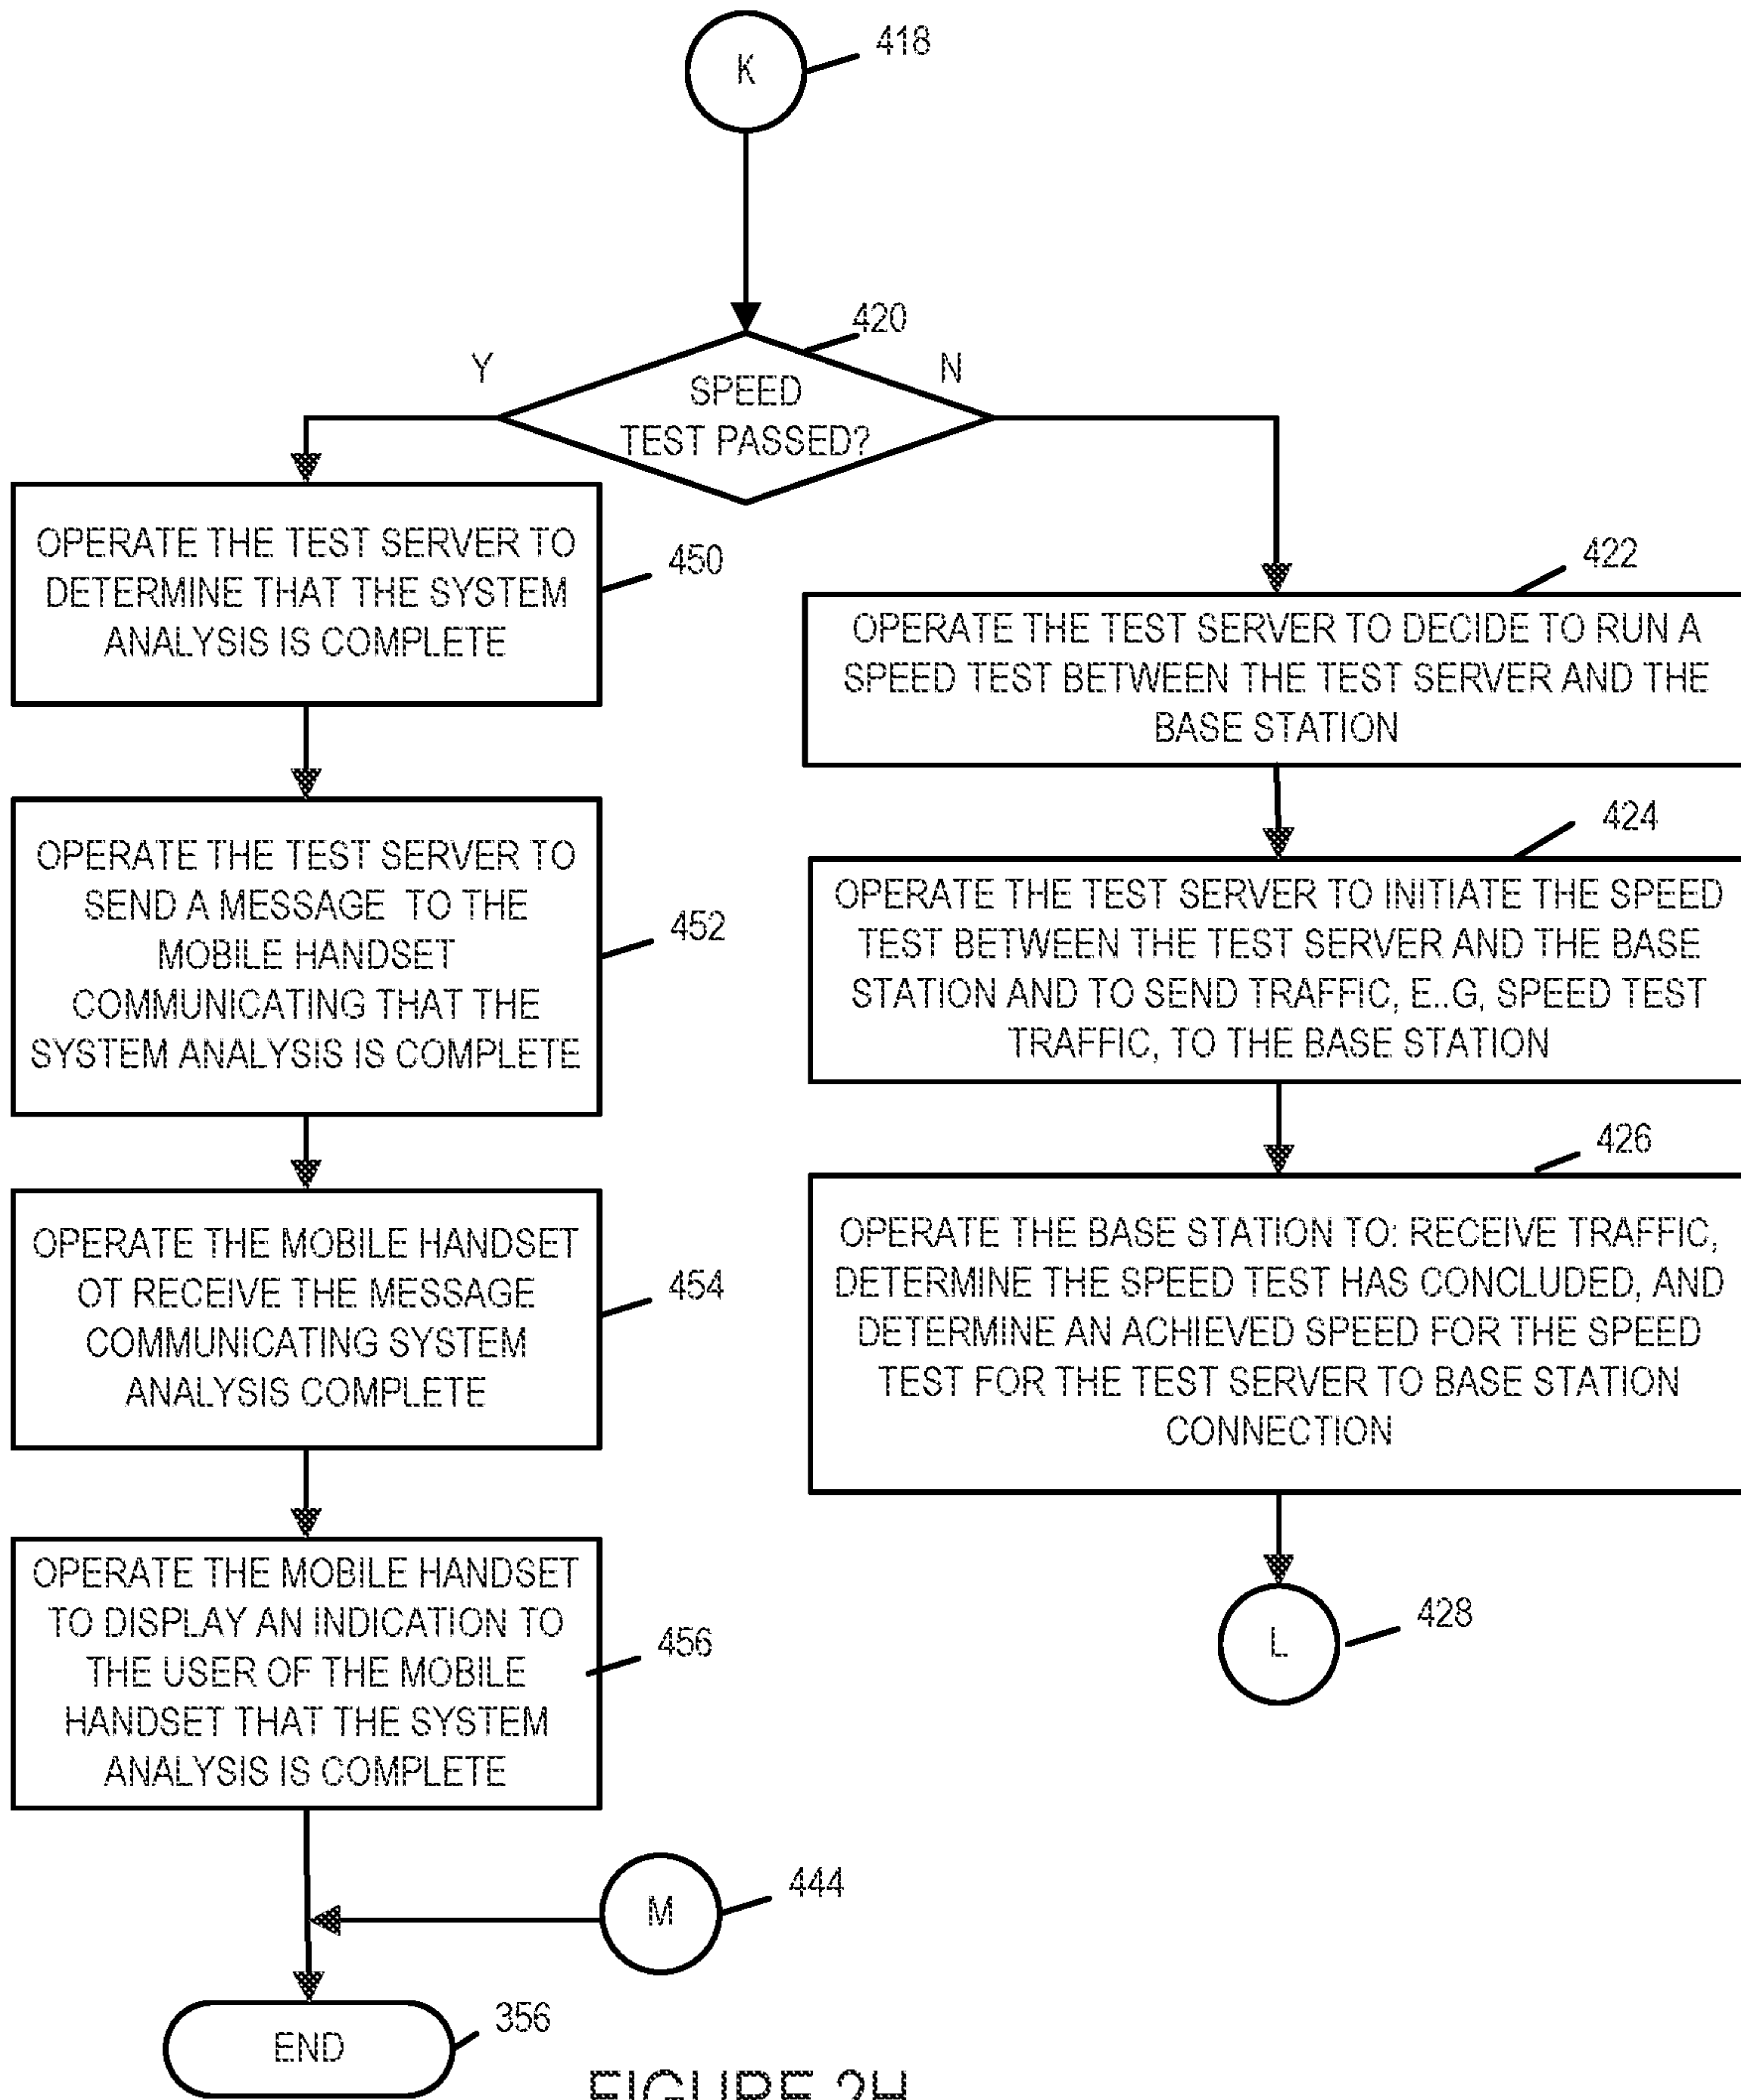 K
418
420
Y
N
SPEED
TEST PASSED?
OPERATE THE TEST SERVER TO
DETERMINE THAT THE SYSTEM
ANALYSIS IS COMPLETE
450
422
OPERATE THE TEST SERVER TO DECIDE TO RUN A
SPEED TEST BETWEEN THE TEST SERVER AND THE
BASE STATION
OPERATE THE TEST SERVER TO
SEND A MESSAGE TO THE
MOBILE HANDSET
COMMUNICATING THAT THE
SYSTEM ANALYSIS IS COMPLETE
452
424
OPERATE THE TEST SERVER TO INITIATE THE SPEED
TEST BETWEEN THE TEST SERVER AND THE BASE
STATION AND TO SEND TRAFFIC, E..G, SPEED TEST
TRAFFIC, TO THE BASE STATION
OPERATE THE MOBILE HANDSET
OT RECEIVE THE MESSAGE
COMMUNICATING SYSTEM
ANALYSIS COMPLETE
454
426
OPERATE THE BASE STATION TO: RECEIVE TRAFFIC,
DETERMINE THE SPEED TEST HAS CONCLUDED, AND
DETERMINE AN ACHIEVED SPEED FOR THE SPEED
TEST FOR THE TEST SERVER TO BASE STATION
CONNECTION
OPERATE THE MOBILE HANDSET
TO DISPLAY AN INDICATION TO
THE USER OF THE MOBILE
HANDSET THAT THE SYSTEM
ANALYSIS IS COMPLETE
456
L
428
M
444
END
356
FIGURE 2H